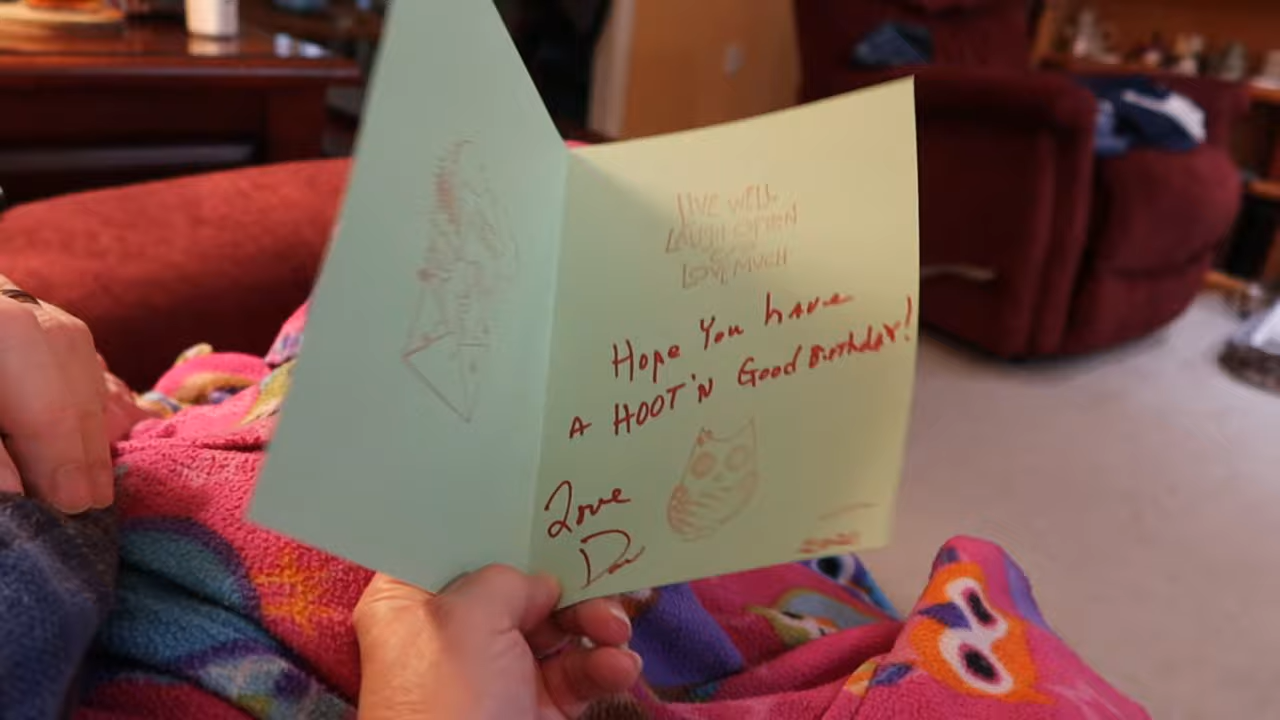 LIVE WELL
LAUGH OFTEN
LOVE MUCH
Hope You have
A HOOT'N Good Birthday!
Love